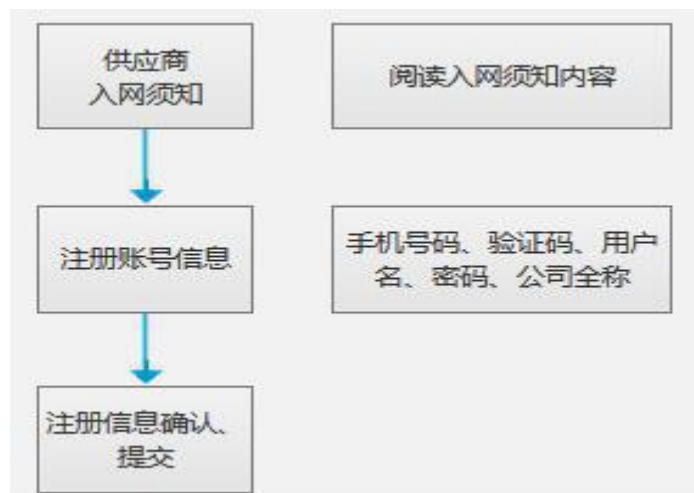 供应商
入网须知
阅读入网须知内容
注册账号信息
手机号码、验证码、用户
名、密码、公司全称
注册信息确认、
提交